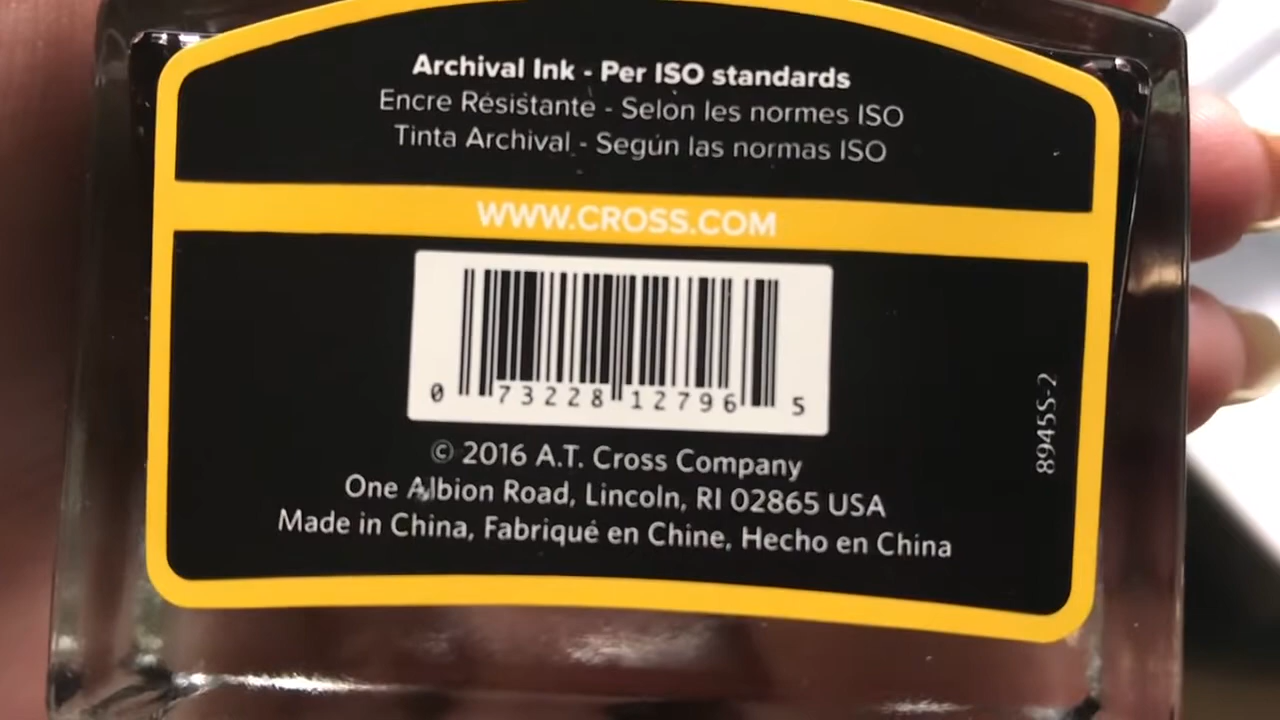 Archival Ink - Per ISO standards
Encre Résistante - Selon les normes ISO
Tinta Archival - Según las normas ISO
WWW.CROSS.COM
0 73228 12796 5
8945S-2
© 2016 A.T. Cross Company
One Albion Road, Lincoln, RI 02865 USA
Made in China, Fabriqué en Chine, Hecho en China